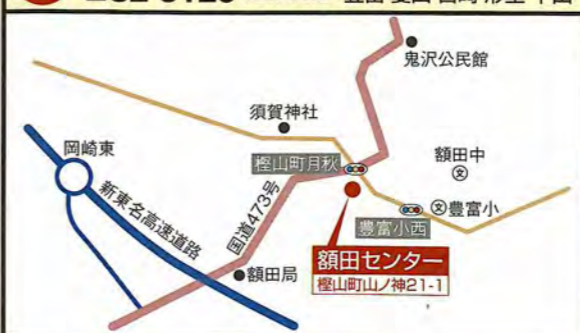 鬼沢公民館
須賀神社
岡崎東
樫山町月秋
額田中
文
新東名高速道路
国道473号
文豊富小
豊富小西
額田センター
樫山町山ノ神21-1
額田局